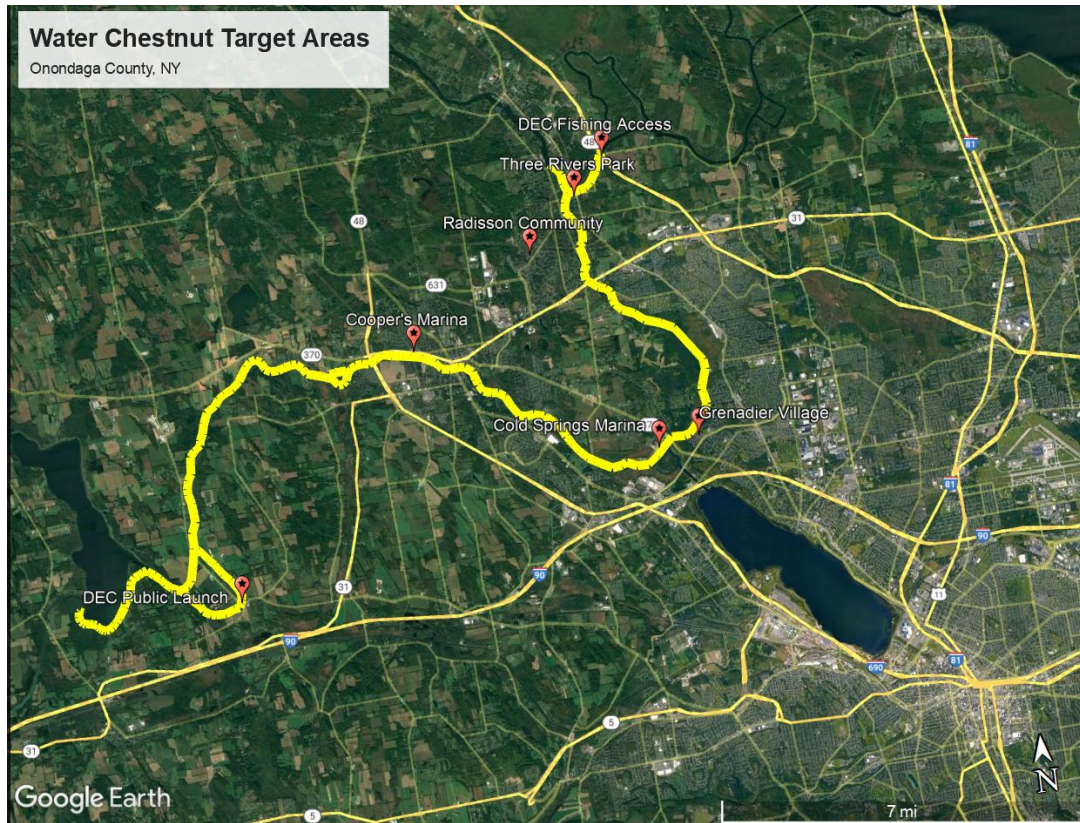 Water Chestnut Target Areas
Onondaga County, NY
DEC Fishing Access
48
81
Three Rivers Park
31
Radisson Community
48
631
Cooper's Marina
370
Cold Springs Marina
Grenadier Village
81
90
90
31
DEC Public Launch
11
90
81
690
5
31
5
Google Earth
N
7 mi